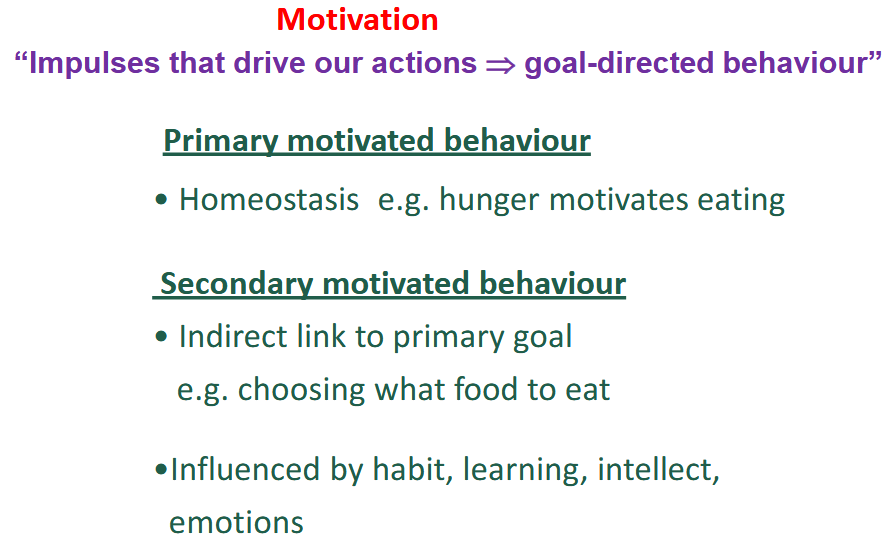 Motivation
“Impulses that drive our actions ⇒ goal-directed behaviour”
Primary motivated behaviour
• Homeostasis e.g. hunger motivates eating
Secondary motivated behaviour
• Indirect link to primary goal
e.g. choosing what food to eat
•Influenced by habit, learning, intellect,
emotions